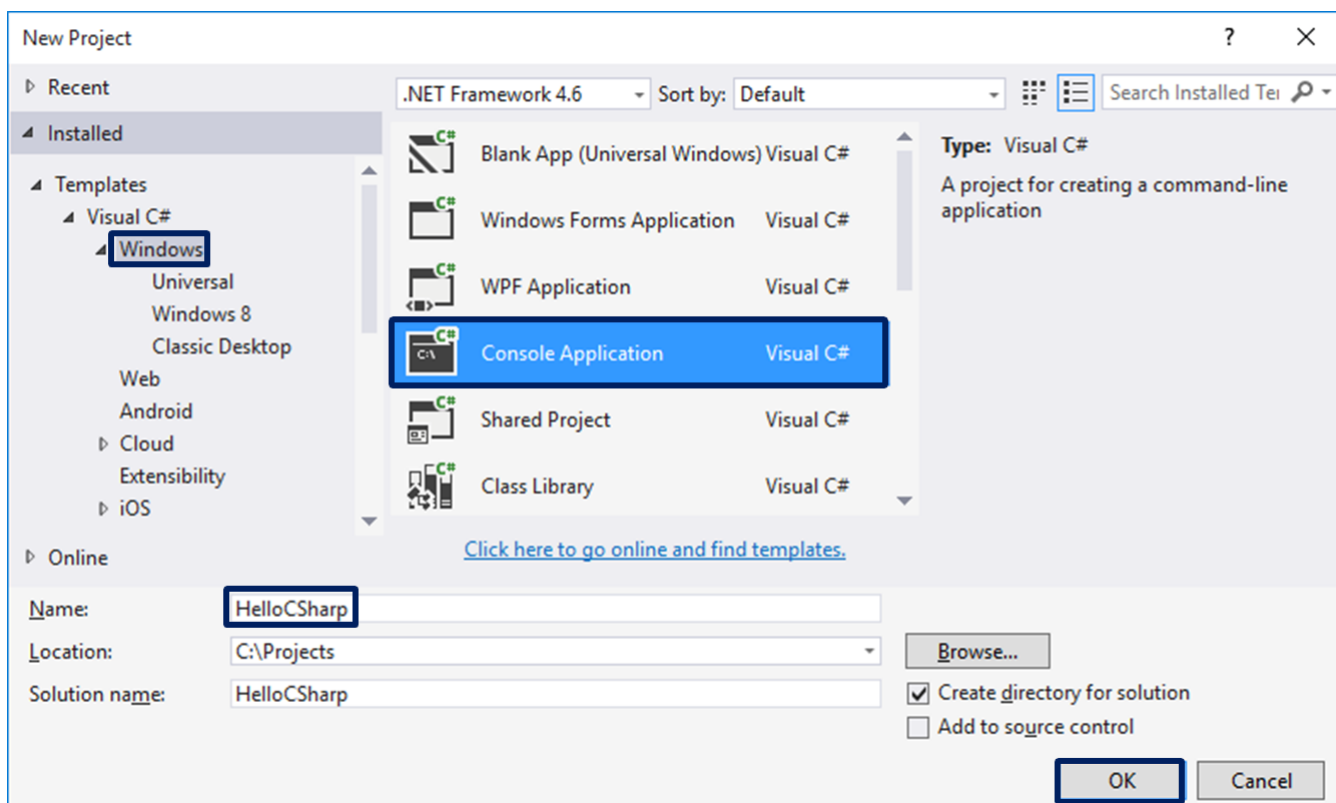 New Project
?
Recent
.NET Framework 4.6
Sort by:
Default
Search Installed Te
Installed
Templates
Visual C#
Windows
Universal
Windows 8
Classic Desktop
Web
Android
Cloud
Extensibility
iOS
Online
C#
Blank App (Universal Windows) Visual C#
C#
Windows Forms Application Visual C#
C#
WPF Application Visual C#
C#
C:\
Console Application Visual C#
C#
Shared Project Visual C#
C#
Class Library Visual C#
Click here to go online and find templates.
Type: Visual C#
A project for creating a command-line
application
Name: HelloCSharp
Location: C:\Projects
Browse...
Solution name: HelloCSharp
Create directory for solution
Add to source control
OK
Cancel